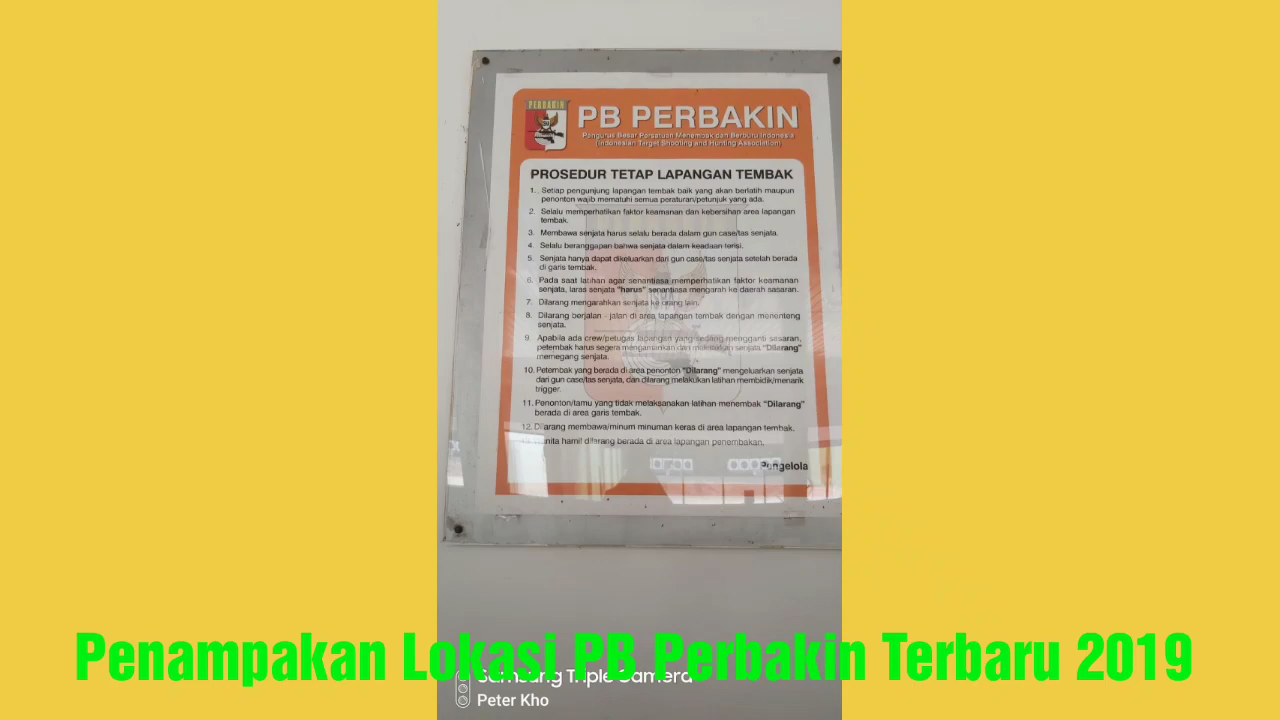 PERBAKIN
PB PERBAKIN
Pengurus Besar Persatuan Menembak dan Berburu Indonesia
(Indonesian Target Shooting and Hunting Association)
PROSEDUR TETAP LAPANGAN TEMBAK
1. Setiap pengunjung lapangan tembak baik yang akan berlatih maupun
penonton wajib mematuhi semua peraturan/petunjuk yang ada.
2. Selalu memperhatikan faktor keamanan dan kebersihan area lapangan
tembak.
3. Membawa senjata harus selalu berada dalam gun case/tas senjata.
4. Selalu beranggapan bahwa senjata dalam keadaan terisi.
5. Senjata hanya dapat dikeluarkan dari gun case/tas senjata setelah berada
di garis tembak.
6. Pada saat latihan agar senantiasa memperhatikan faktor keamanan
senjata, laras senjata "harus" senantiasa mengarah ke daerah sasaran.
7. Dilarang mengarahkan senjata ke orang lain.
8. Dilarang berjalan - jalan di area lapangan tembak dengan menenteng
senjata.
9. Apabila ada crew/petugas lapangan yang sedang mengganti sasaran,
petembak harus segera mengamankan dan meletakan senjata "Dilarang"
memegang senjata.
10. Petembak yang berada di area penonton "Dilarang" mengeluarkan senjata
dari gun case/tas senjata, dan dilarang melakukan latihan membidik/menarik
trigger.
11. Penonton/tamu yang tidak melaksanakan latihan menembak "Dilarang"
berada di area garis tembak.
12. Dilarang membawa/minum minuman keras di area lapangan tembak.
hamil dilarang berada di area lapangan penembakan.
Pengelola
Penampakan Lokasi PB Perbakin Terbaru 2019
Samsung Triple Camera
Peter Kho